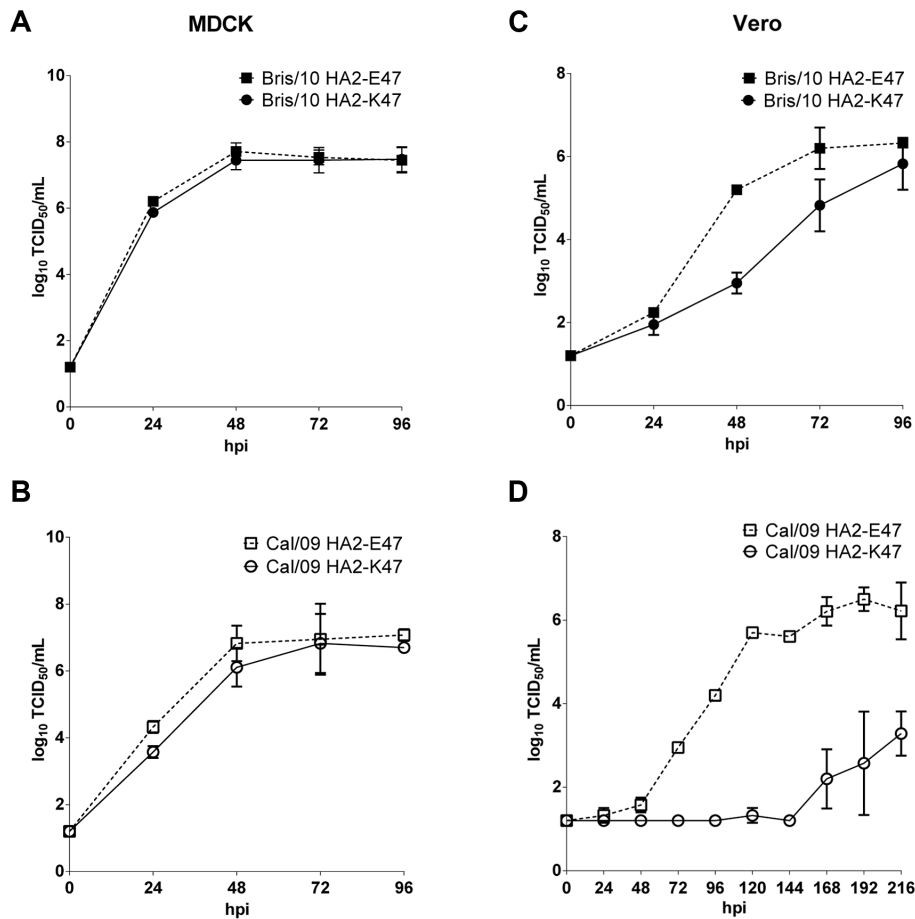 A
MDCK
Bris/10 HA2-E47
Bris/10 HA2-K47
10
8
6
4
2
0
log10 TCID50/mL
0 24 48 72 96
hpi
C
Vero
Bris/10 HA2-E47
Bris/10 HA2-K47
8
6
4
2
0
log10 TCID50/mL
0 24 48 72 96
hpi
B
Cal/09 HA2-E47
Cal/09 HA2-K47
10
8
6
4
2
0
log10 TCID50/mL
0 24 48 72 96
hpi
D
Cal/09 HA2-E47
Cal/09 HA2-K47
8
6
4
2
0
log10 TCID50/mL
0 24 48 72 96 120 144 168 192 216
hpi